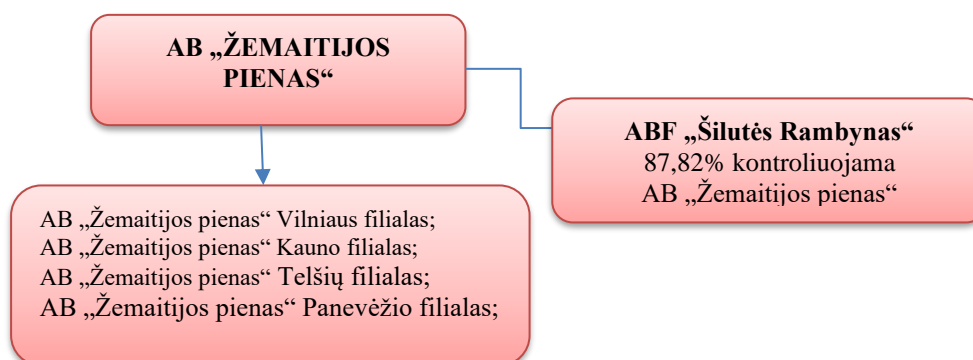 AB „ŽEMAITIJOS
PIENAS“
ABF „Šilutės Rambynas“
87,82% kontroliuojama
AB „Žemaitijos pienas“
AB „Žemaitijos pienas“ Vilniaus filialas;
AB „Žemaitijos pienas“ Kauno filialas;
AB „Žemaitijos pienas“ Telšių filialas;
AB „Žemaitijos pienas“ Panevėžio filialas;